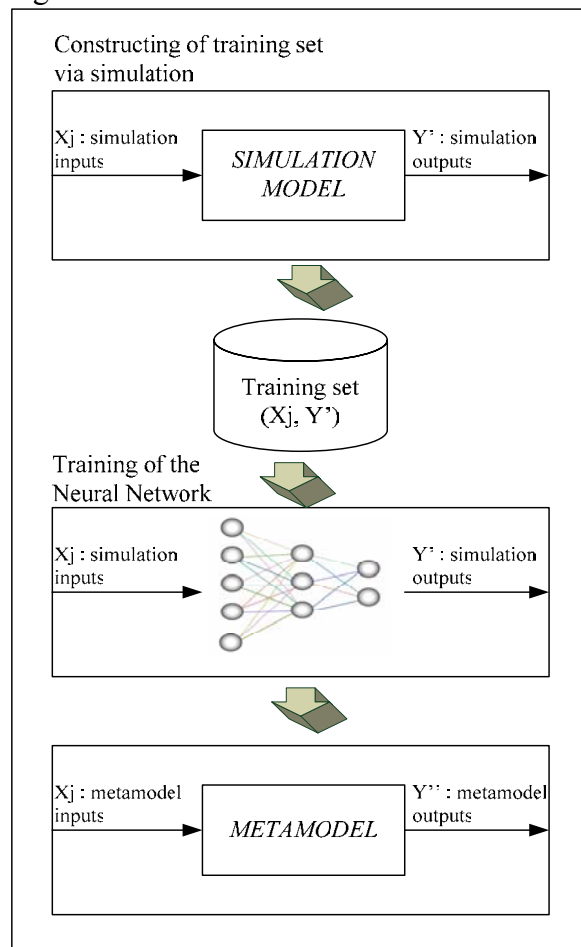 Constructing of training set
via simulation
Xj : simulation
inputs
SIMULATION
MODEL
Y' : simulation
outputs
Training set
(Xj, Y')
Training of the
Neural Network
Xj : simulation
inputs
Y' : simulation
outputs
Xj : metamodel
inputs
METAMODEL
Y'' : metamodel
outputs